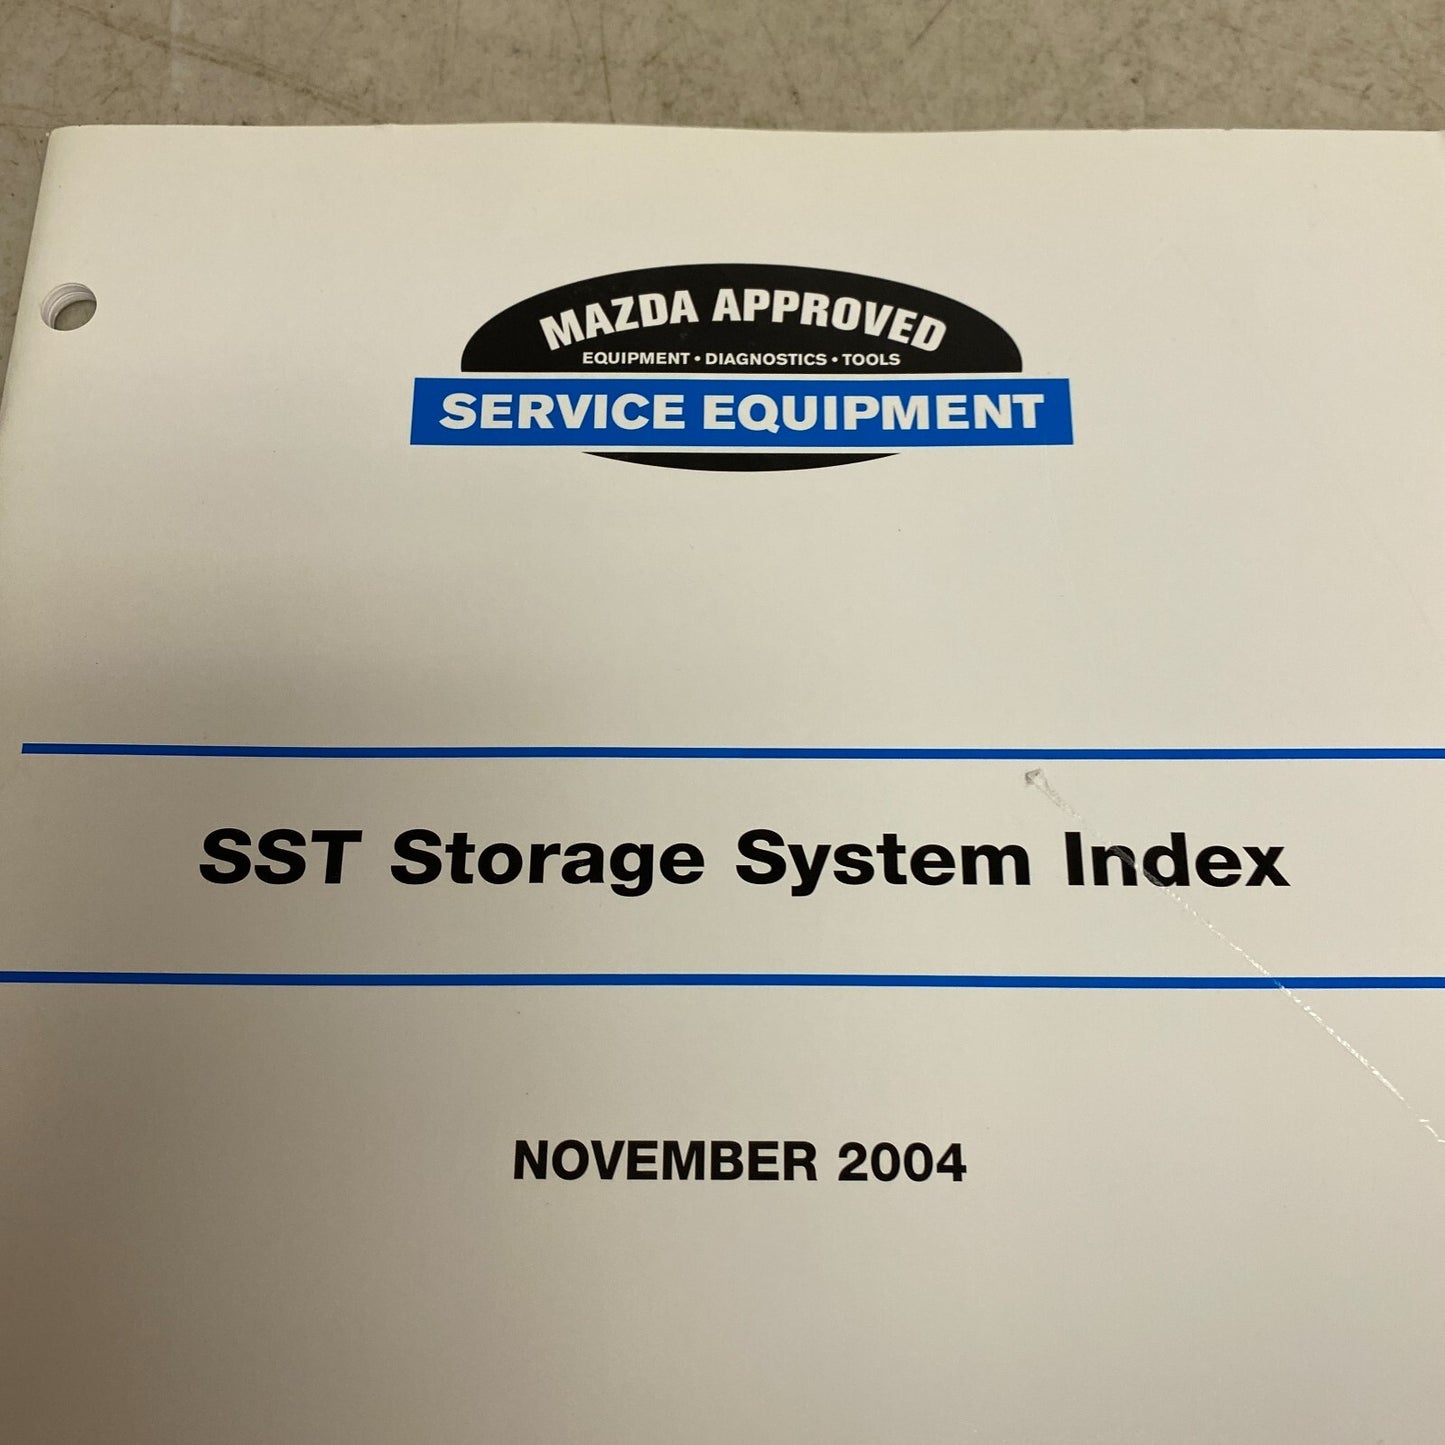 MAZDA APPROVED
EQUIPMENT • DIAGNOSTICS • TOOLS
SERVICE EQUIPMENT
SST Storage System Index
NOVEMBER 2004